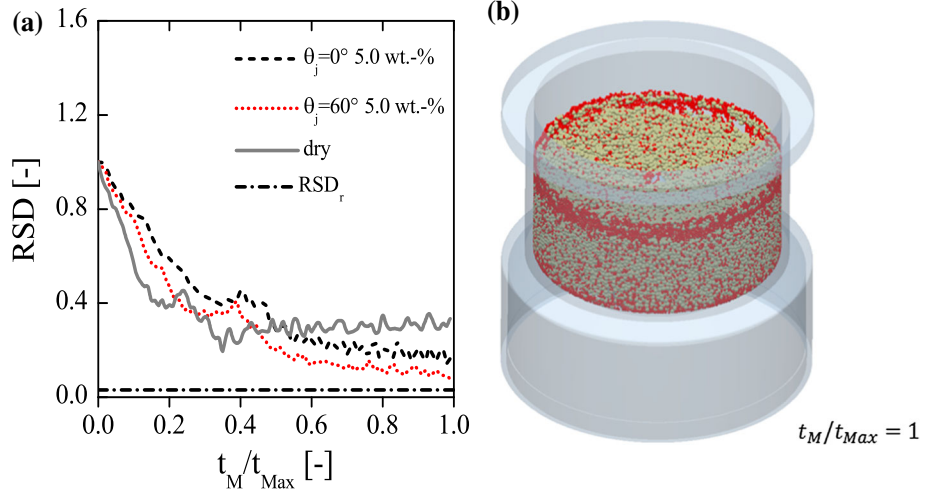 (a)
1.6
1.2
0.8
0.4
0.0
RSD [-]
θj=0° 5.0 wt.-%
θj=60° 5.0 wt.-%
dry
RSDr
0.0 0.2 0.4 0.6 0.8 1.0
tM/tMax [-]
(b)
tM/tMax = 1